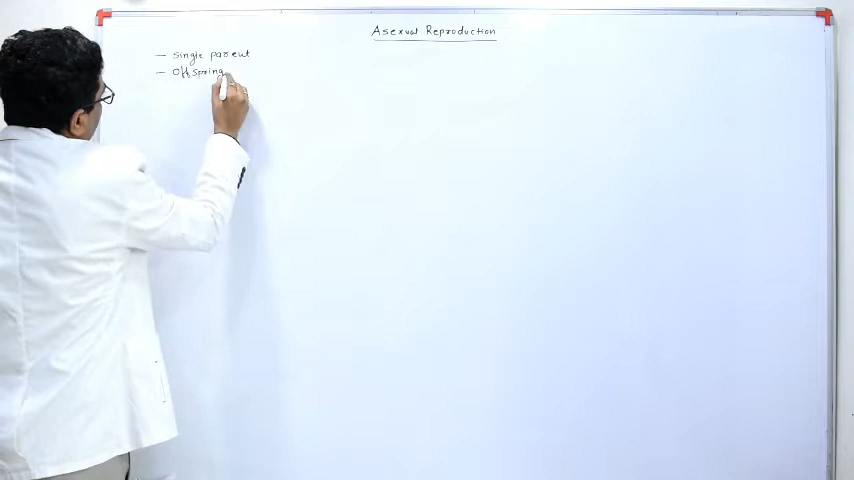 Asexual Reproduction
— single parent
— Offspring